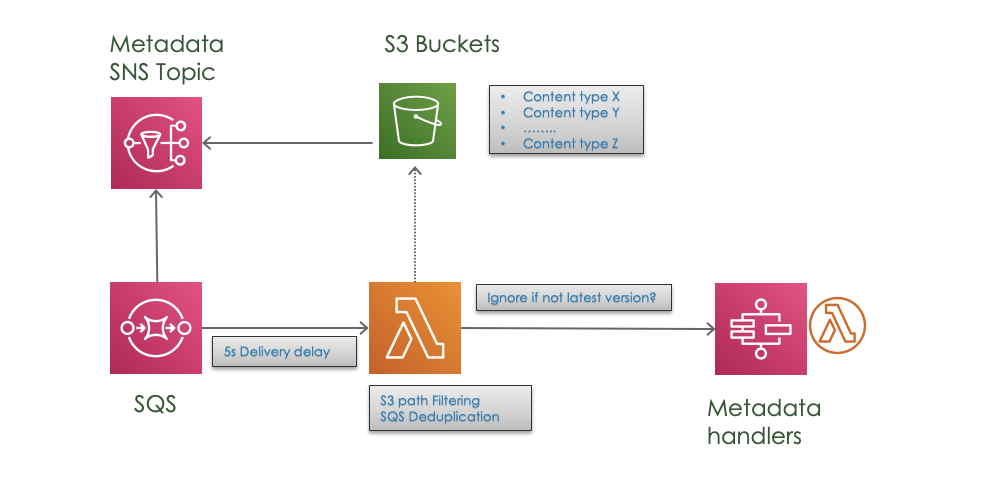 Metadata
SNS Topic
S3 Buckets
• Content type X
• Content type Y
• ........
• Content type Z
Ignore if not latest version?
5s Delivery delay
S3 path Filtering
SQS Deduplication
SQS
Metadata
handlers